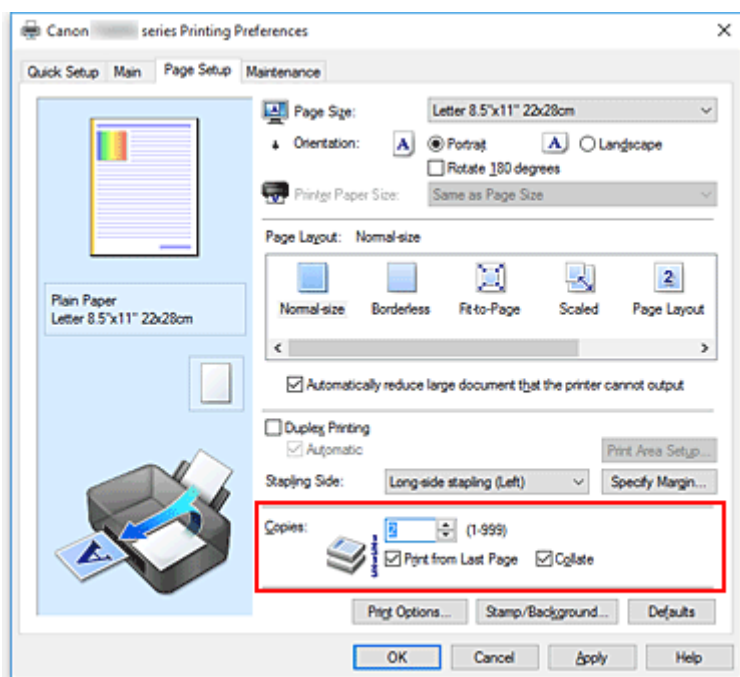 Canon series Printing Preferences
Quick Setup Main Page Setup Maintenance
Page Size: Letter 8.5"x11" 22x28cm
Orientation: A Portrait A Landscape
Rotate 180 degrees
Printer Paper Size: Same as Page Size
Page Layout: Normal-size
2
Normal-size Borderless Fit-to-Page Scaled Page Layout
Plain Paper
Letter 8.5"x11" 22x28cm
Automatically reduce large document that the printer cannot output
Duplex Printing
Automatic Print Area Setup...
Stapling Side: Long-side stapling (Left) Specify Margin...
Copies: 2 (1-999)
Print from Last Page Collate
A
Print Options... Stamp/Background... Defaults
OK Cancel Apply Help